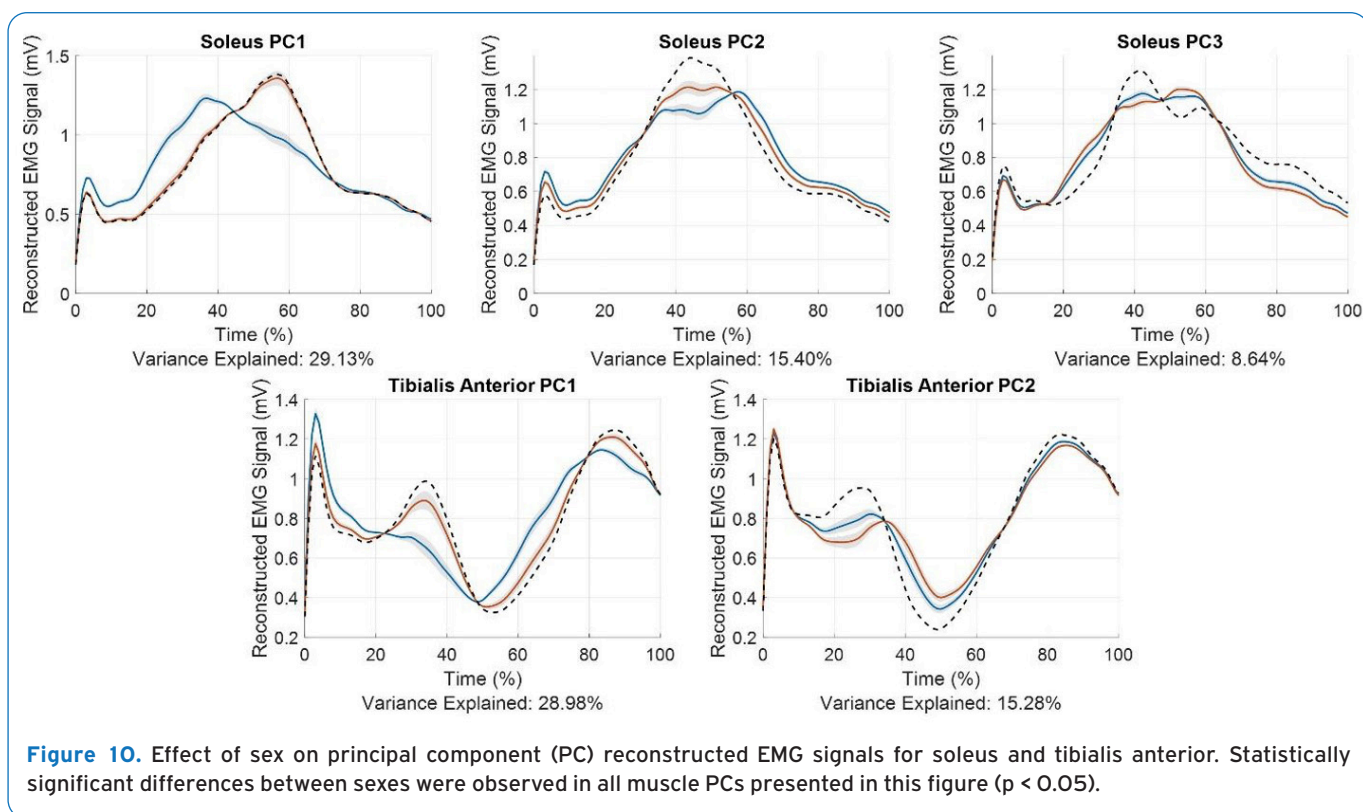 Soleus PC1
Reconstructed EMG Signal (mV)
1.5
1
0.5
0
0 20 40 60 80 100
Time (%)
Variance Explained: 29.13%
Soleus PC2
Reconstructed EMG Signal (mV)
1.2
1
0.8
0.6
0.4
0.2
0
0 20 40 60 80 100
Time (%)
Variance Explained: 15.40%
Soleus PC3
Reconstructed EMG Signal (mV)
1.2
1
0.8
0.6
0.4
0.2
0
0 20 40 60 80 100
Time (%)
Variance Explained: 8.64%
Tibialis Anterior PC1
Reconstructed EMG Signal (mV)
1.4
1.2
1
0.8
0.6
0.4
0.2
0 20 40 60 80 100
Time (%)
Variance Explained: 28.98%
Tibialis Anterior PC2
Reconstructed EMG Signal (mV)
1.4
1.2
1
0.8
0.6
0.4
0.2
0 20 40 60 80 100
Time (%)
Variance Explained: 15.28%
Figure 10. Effect of sex on principal component (PC) reconstructed EMG signals for soleus and tibialis anterior. Statistically
significant differences between sexes were observed in all muscle PCs presented in this figure (p < 0.05).